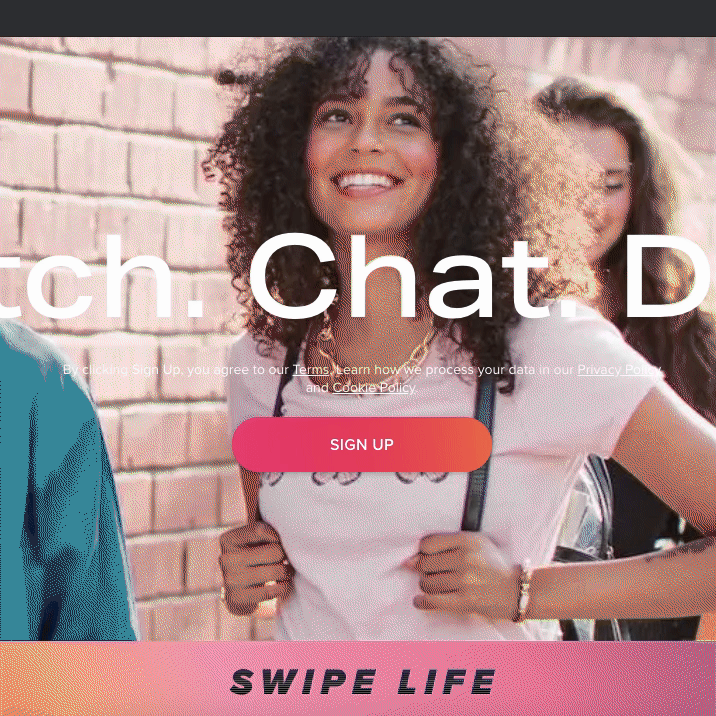 tch. Chat. D
By clicking Sign Up, you agree to our Terms. Learn how we process your data in our Privacy Policy
and Cookie Policy.
SIGN UP
SWIPE LIFE